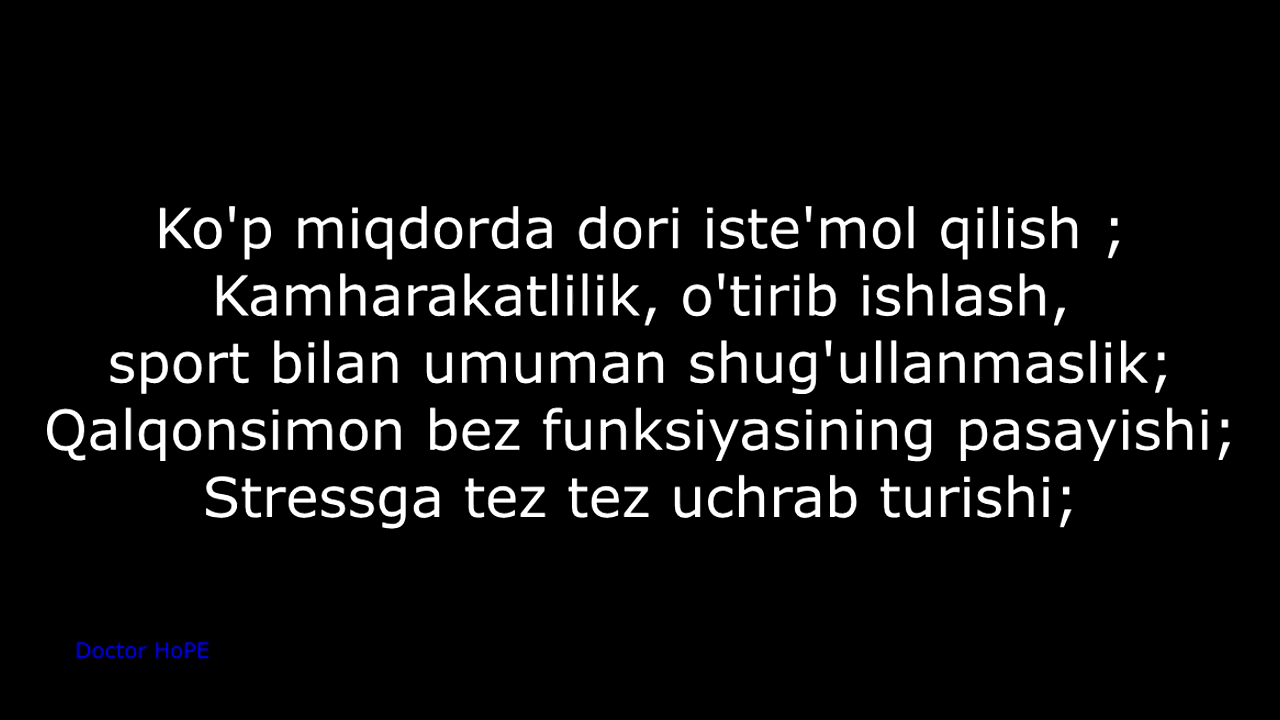 Ko'p miqdorda dori iste'mol qilish ;
Kamharakatlilik, o'tirib ishlash,
sport bilan umuman shug'ullanmaslik;
Qalqonsimon bez funksiyasining pasayishi;
Stressga tez tez uchrab turishi;
Doctor HoPE